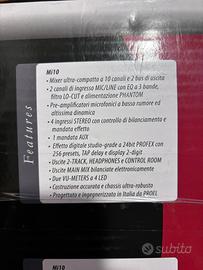 Features
Mi10
• Mixer ultra-compatto a 10 canali e 2 bus di uscita
• 2 canali di ingresso MIC/LINE con EQ a 3 bande,
filtro LO-CUT e alimentazione PHANTOM
• Pre-amplificatori microfonici a basso rumore ed
altissima dinamica
• 4 ingressi STEREO con controllo di bilanciamento e
mandata effetto
• 1 mandata AUX
• Effetto digitale studio-grade a 24bit PROFEX con
256 presets, TAP delay e display 2-digit
• Uscite 2-TRACK, HEADPHONES e CONTROL ROOM
• Uscite MAIN MIX bilanciate elettronicamente
• Due VU-METERS a 4 LED
• Costruzione accurata e chassis ultra-robusto
• Progettato e ingegnerizzato in Italia da PROEL
Mi10
subito